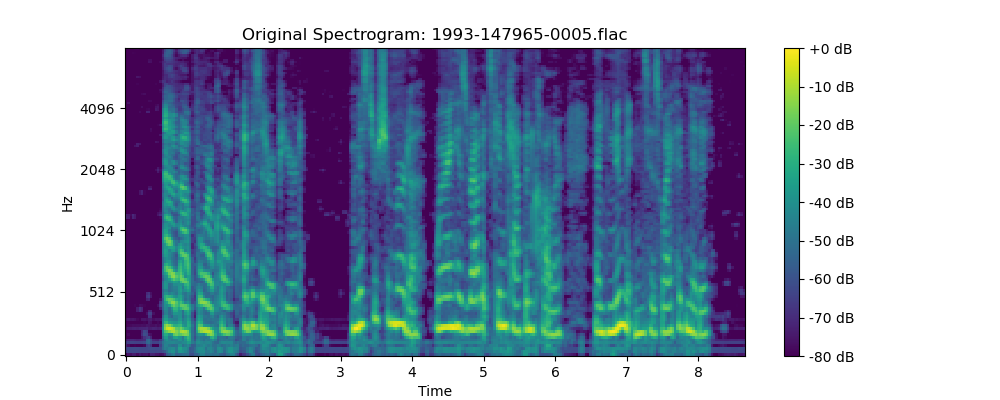 Original Spectrogram: 1993-147965-0005.flac
Hz
4096
2048
1024
512
0
0 1 2 3 4 5 6 7 8
Time
+0 dB
-10 dB
-20 dB
-30 dB
-40 dB
-50 dB
-60 dB
-70 dB
-80 dB